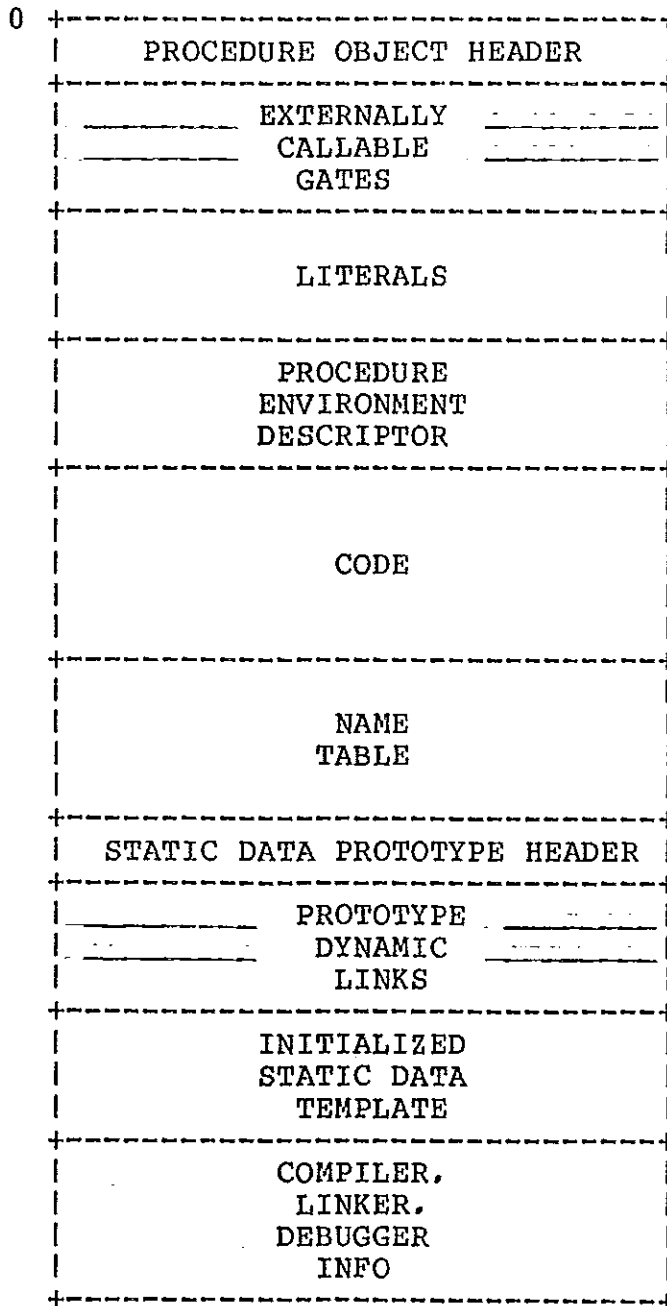 0
PROCEDURE OBJECT HEADER
EXTERNALLY
CALLABLE
GATES
LITERALS
PROCEDURE
ENVIRONMENT
DESCRIPTOR
CODE
NAME
TABLE
STATIC DATA PROTOTYPE HEADER
PROTOTYPE
DYNAMIC
LINKS
INITIALIZED
STATIC DATA
TEMPLATE
COMPILER.
LINKER.
DEBUGGER
INFO